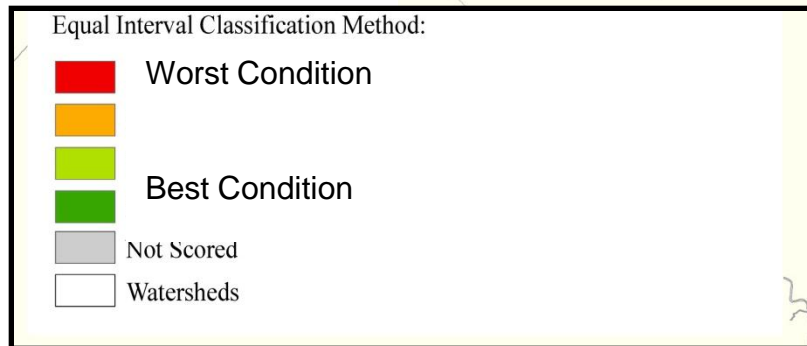 Equal Interval Classification Method:
Worst Condition
Best Condition
Not Scored
Watersheds